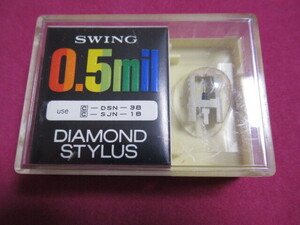 SWING
0.5mil
USE
DSN-38
SJN-18
DIAMOND
STYLUS